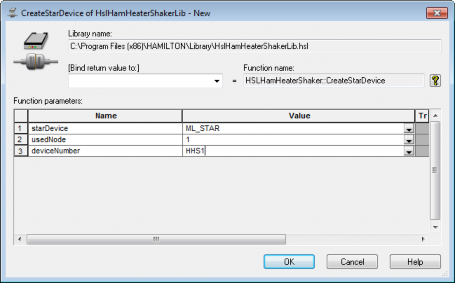 CreateStarDevice of HslHamHeaterShakerLib - New
Library name:
C:\Program Files (x86)\HAMILTON\Library\HslHamHeaterShakerLib.hsl
[Bind return value to:]
Function name:
= HSLHamHeaterShaker::CreateStarDevice
Function parameters:
Name Value Tr
1 starDevice ML_STAR
2 usedNode 1
3 deviceNumber HHS1
OK Cancel Help